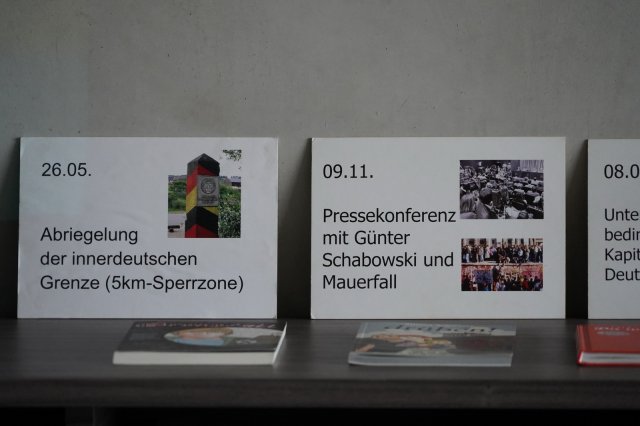 26.05.
Abriegelung
der innerdeutschen
Grenze (5km-Sperrzone)
09.11.
Pressekonferenz
mit Günter
Schabowski und
Mauerfall
08.0
Unte
bedin
Kapit
Deut